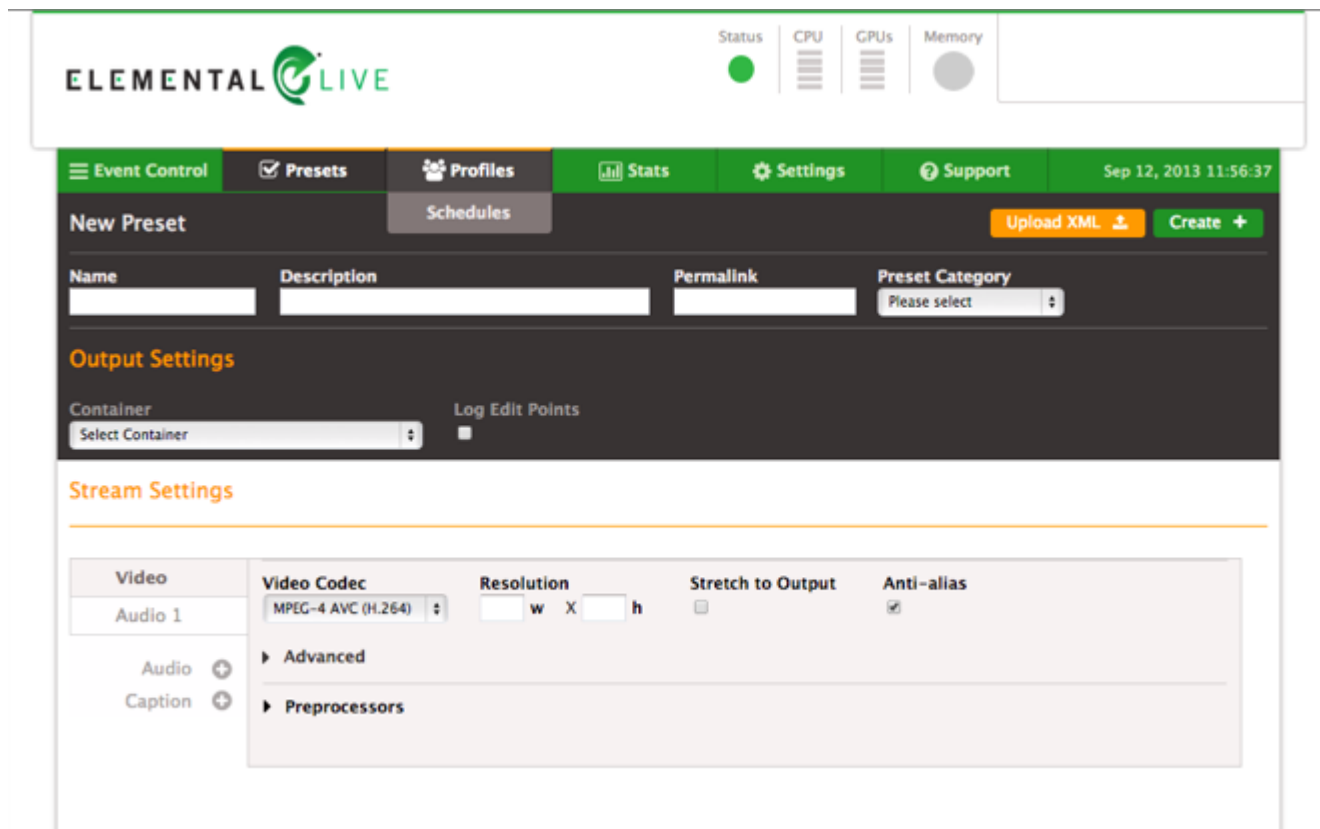 Status CPU GPUs Memory
ELEMENTAL LIVE
Event Control Presets Profiles Stats Settings Support Sep 12, 2013 11:56:37
Schedules
New Preset Upload XML Create +
Name Description Permalink Preset Category
Please select
Output Settings
Container Log Edit Points
Select Container
Stream Settings
Video
Audio 1
Audio
Caption
Video Codec Resolution Stretch to Output Anti-alias
MPEG-4 AVC (H.264) w X h
Advanced
Preprocessors